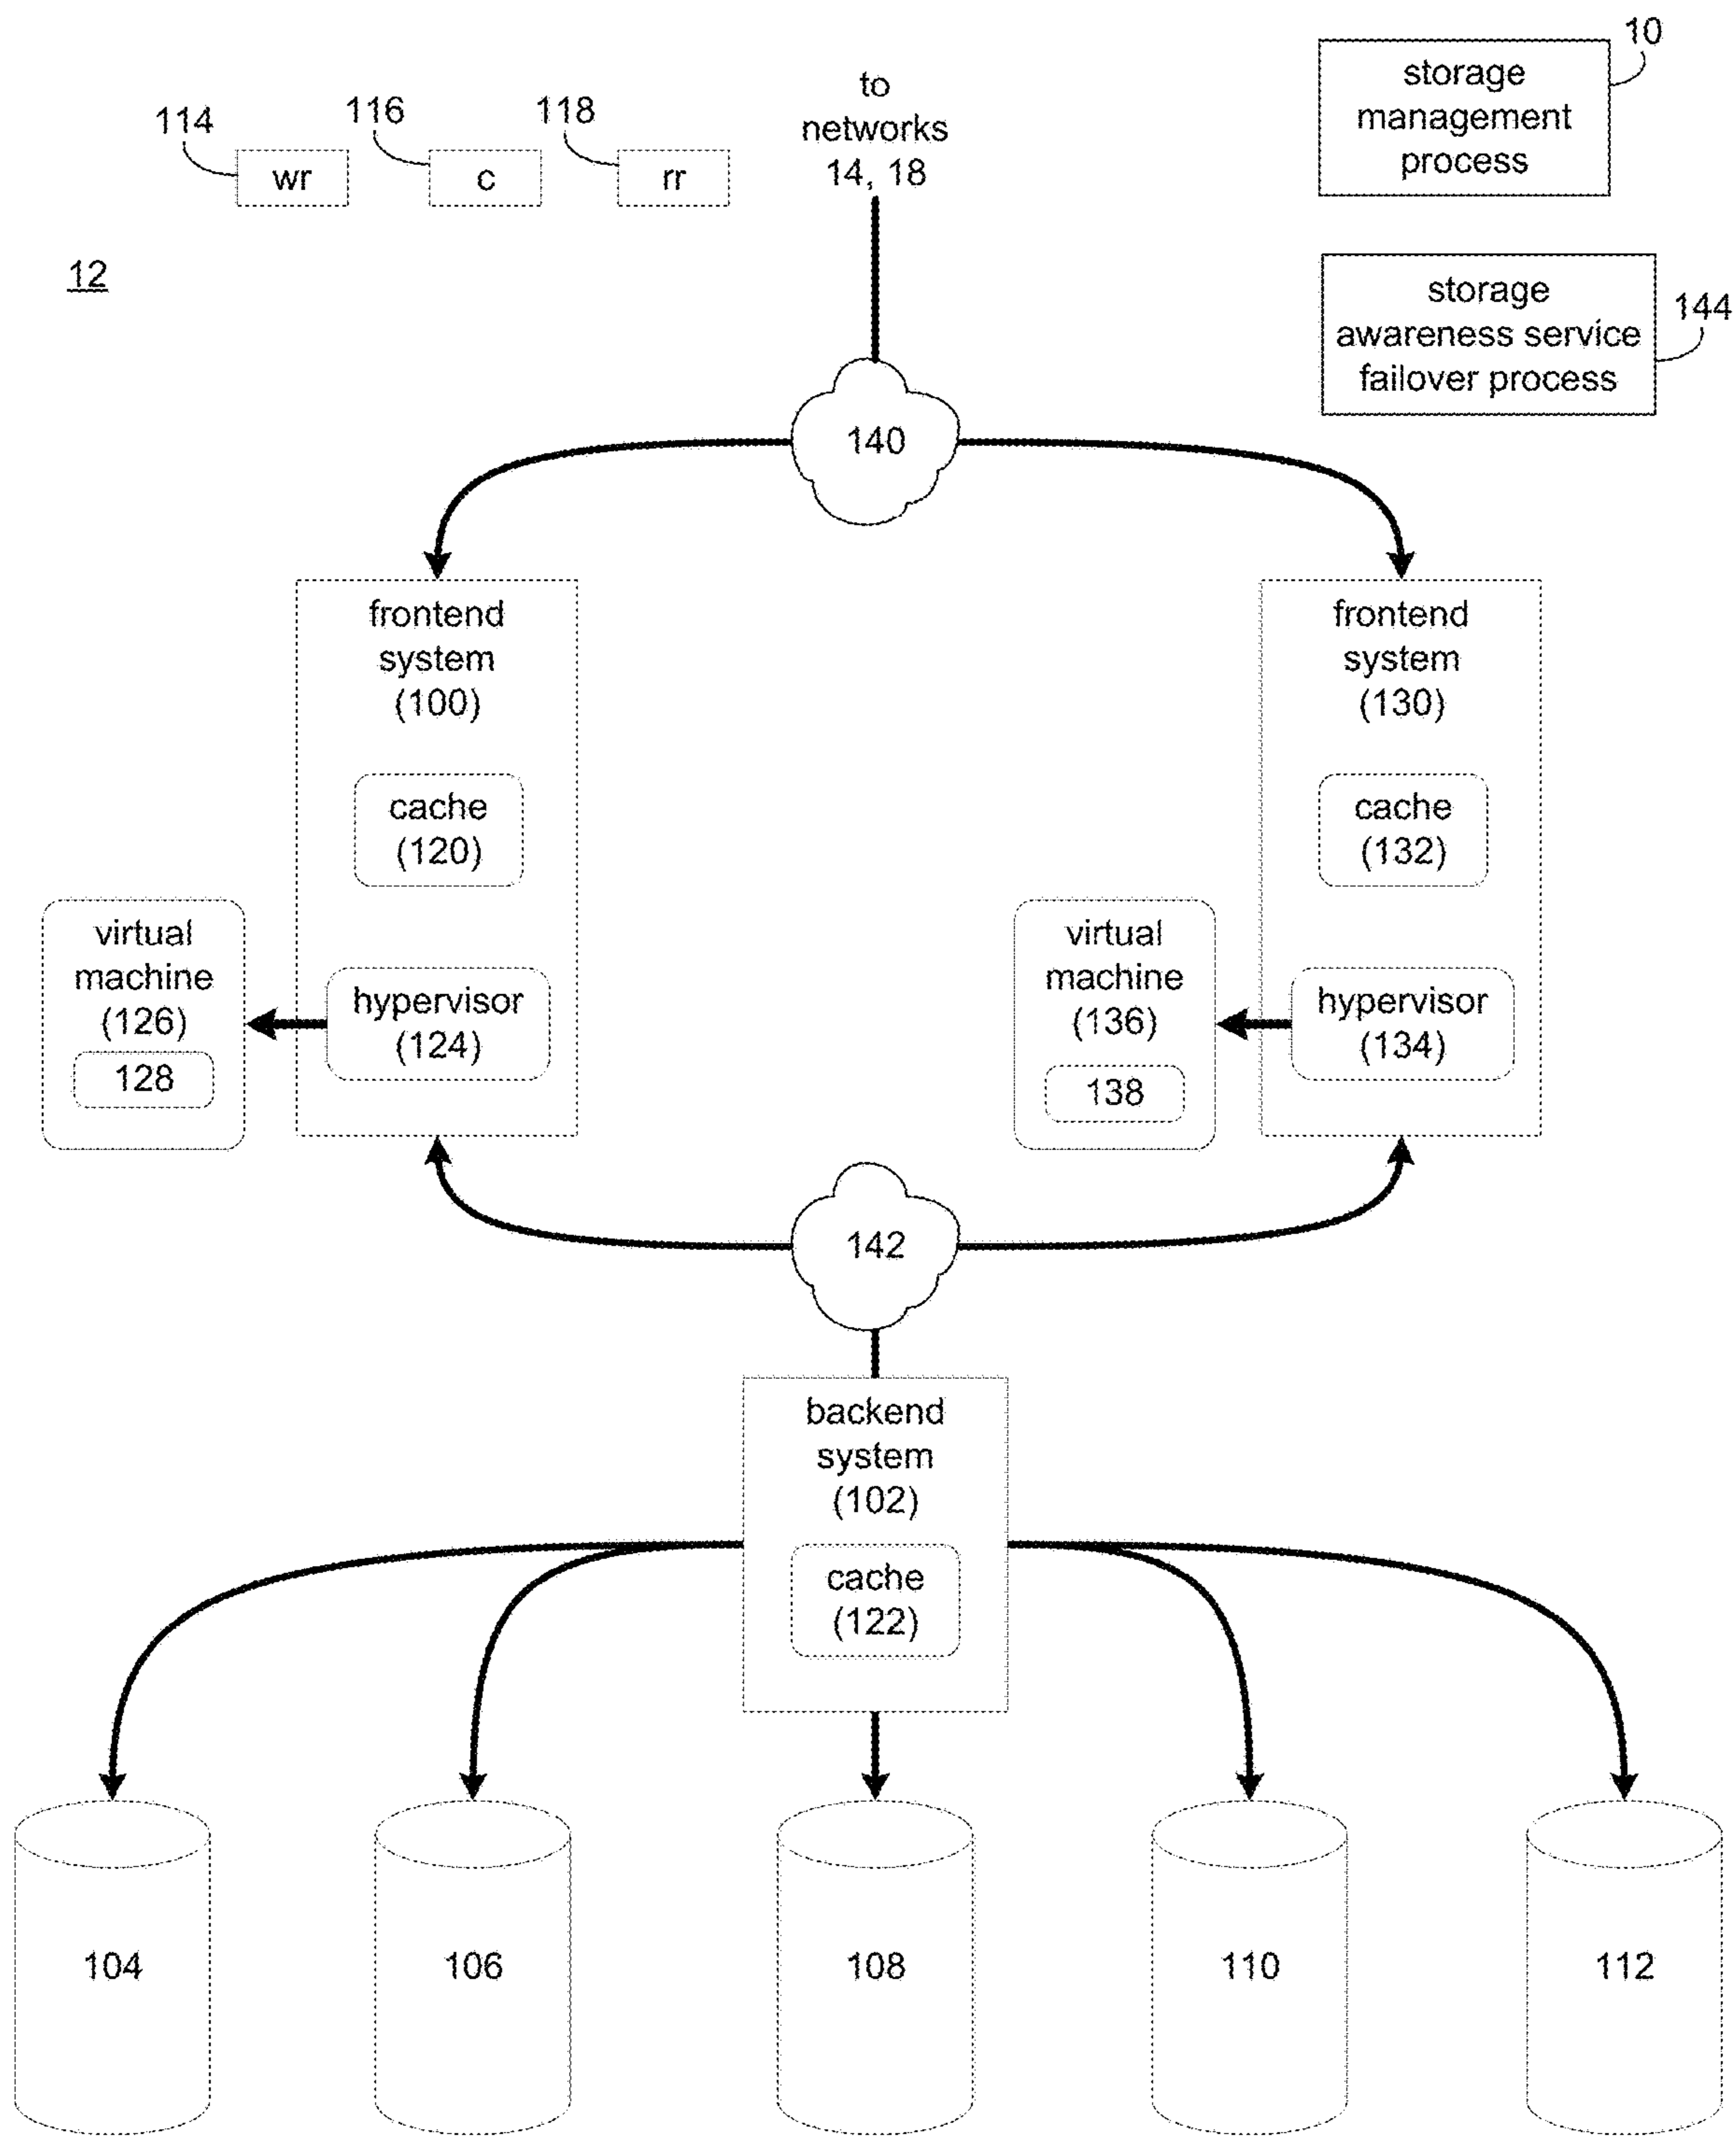 10
storage
management
process
to
networks
14, 18
114
116
118
wr
c
rr
12
storage
awareness service
failover process
144
140
frontend
system
(100)
cache
(120)
virtual
machine
(126)
128
hypervisor
(124)
frontend
system
(130)
cache
(132)
virtual
machine
(136)
138
hypervisor
(134)
142
backend
system
(102)
cache
(122)
104
106
108
110
112